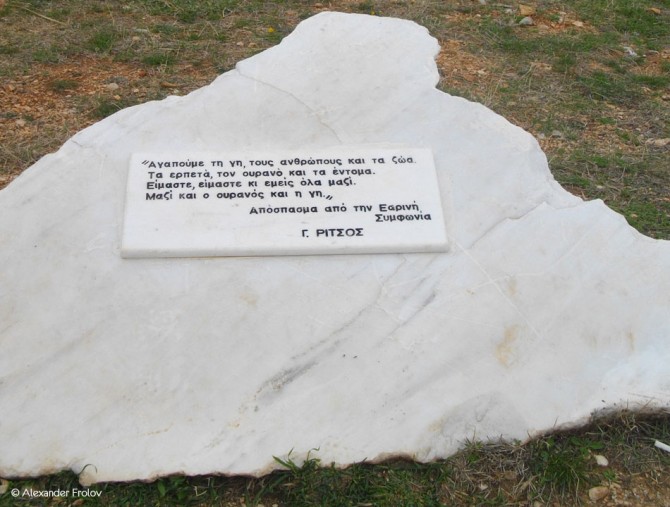 “Αγαπούμε τη γη, τους ανθρώπους και τα ζώα.
Τα ερπετά, τον ουρανό και τα έντομα.
Είμαστε, είμαστε κι εμείς όλα μαζί.
Μαζί και ο ουρανός και η γη.”
Απόσπασμα από την Εαρινή
Συμφωνία
Γ. ΡΙΤΣΟΣ
© Alexander Frolov